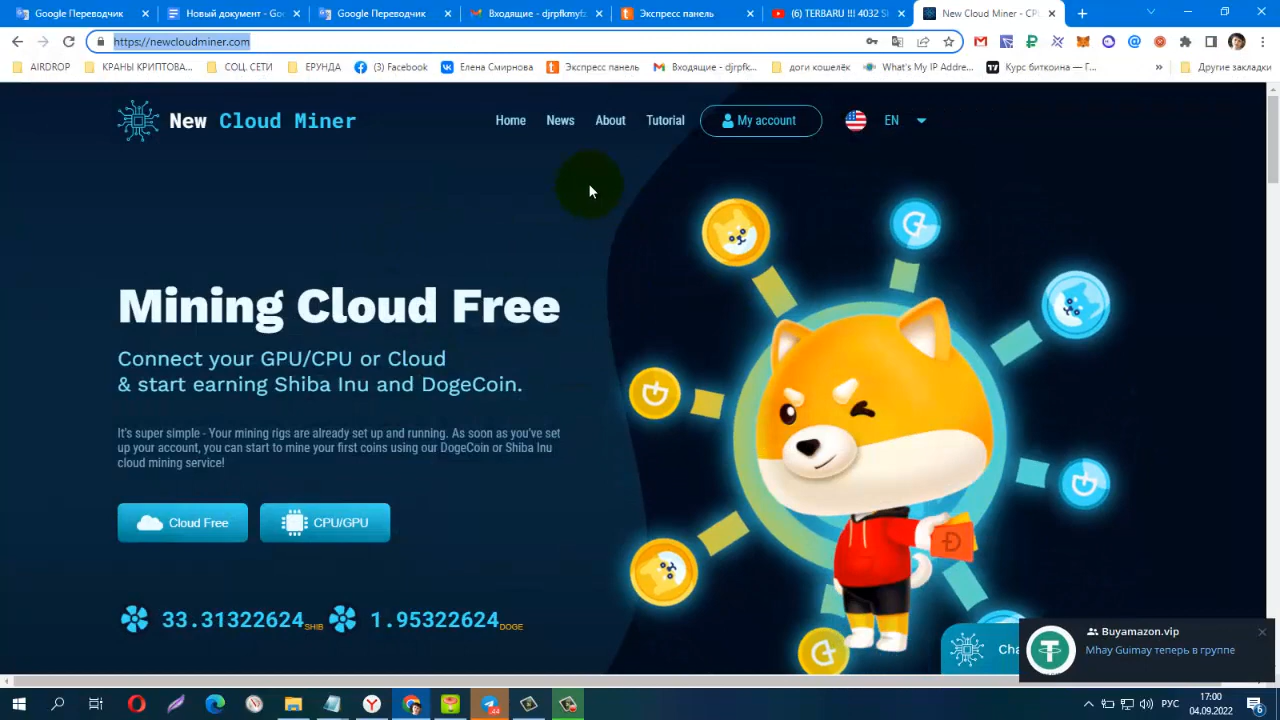 Google Переводчик
Новый документ - Go
Google Переводчик
Входящие - djrpfkmyfz
Экспресс панель
(6) TERBARU !!! 4032 S
New Cloud Miner - CP
https://newcloudminer.com
AIRDROP
КРАНЫ КРИПТОВА...
СОЦ. СЕТИ
ЕРУНДА
(3) Facebook
Елена Смирнова
Экспресс панель
Входящие - djrpfk...
доги кошелёк
What's My IP Addre...
Курс биткоина — Г...
»
Другие закладки
New Cloud Miner
Home
News
About
Tutorial
My account
EN
Mining Cloud Free
Connect your GPU/CPU or Cloud
& start earning Shiba Inu and DogeCoin.
It's super simple - Your mining rigs are already set up and running. As soon as you've set
up your account, you can start to mine your first coins using our DogeCoin or Shiba Inu
cloud mining service!
Cloud Free
CPU/GPU
33.31322624 SHIB
1.95322624 DOGE
Cha
Buyamazon.vip
Mhay Guimay теперь в группе
РУС
17:00
04.09.2022
6